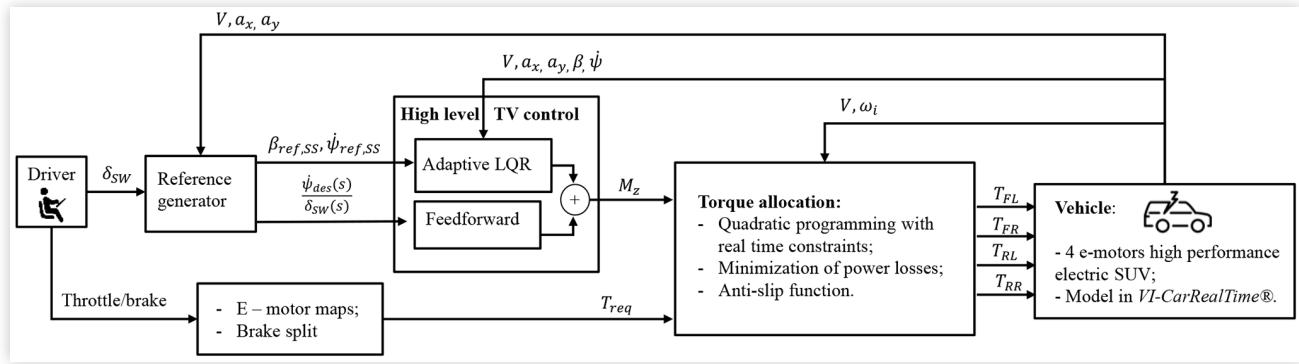 V, a_x, a_y
V, a_x, a_y, β, ψ̇
High level TV control
V, ω_i
Driver
δ_SW
Reference
generator
β_ref,SS, ψ̇_ref,SS
ψ̇_des(s)
δ_SW(s)
Adaptive LQR
Feedforward
+
M_z
Torque allocation:
- Quadratic programming with
real time constraints;
- Minimization of power losses;
- Anti-slip function.
T_FL
T_FR
T_RL
T_RR
Vehicle:
- 4 e-motors high performance
electric SUV;
- Model in VI-CarRealTime®.
Throttle/brake
- E – motor maps;
- Brake split
T_req